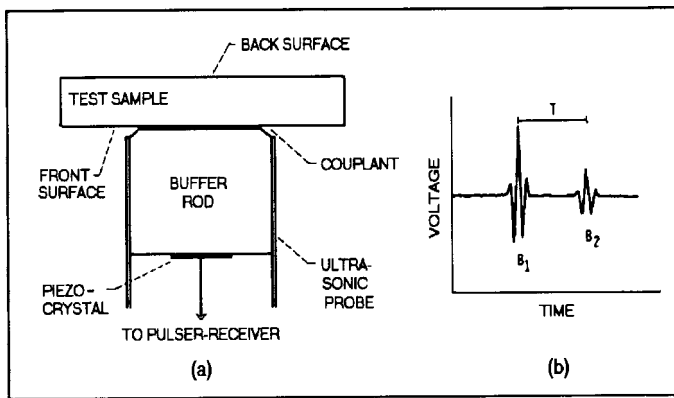 BACK SURFACE
TEST SAMPLE
FRONT
SURFACE
COUPLANT
BUFFER
ROD
PIEZO-
CRYSTAL
ULTRA-
SONIC
PROBE
TO PULSER-RECEIVER
(a)
T
VOLTAGE
B1
B2
TIME
(b)